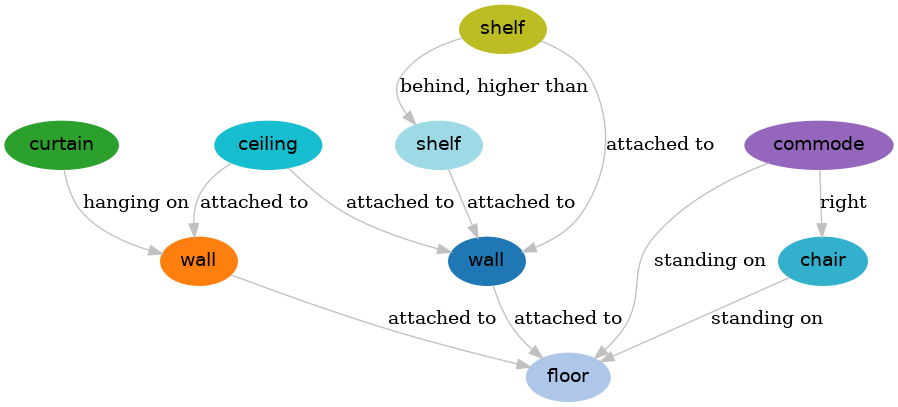 shelf
behind, higher than
curtain
ceiling
shelf
attached to
commode
hanging on
attached to
attached to
attached to
right
wall
wall
standing on
chair
attached to
attached to
standing on
floor